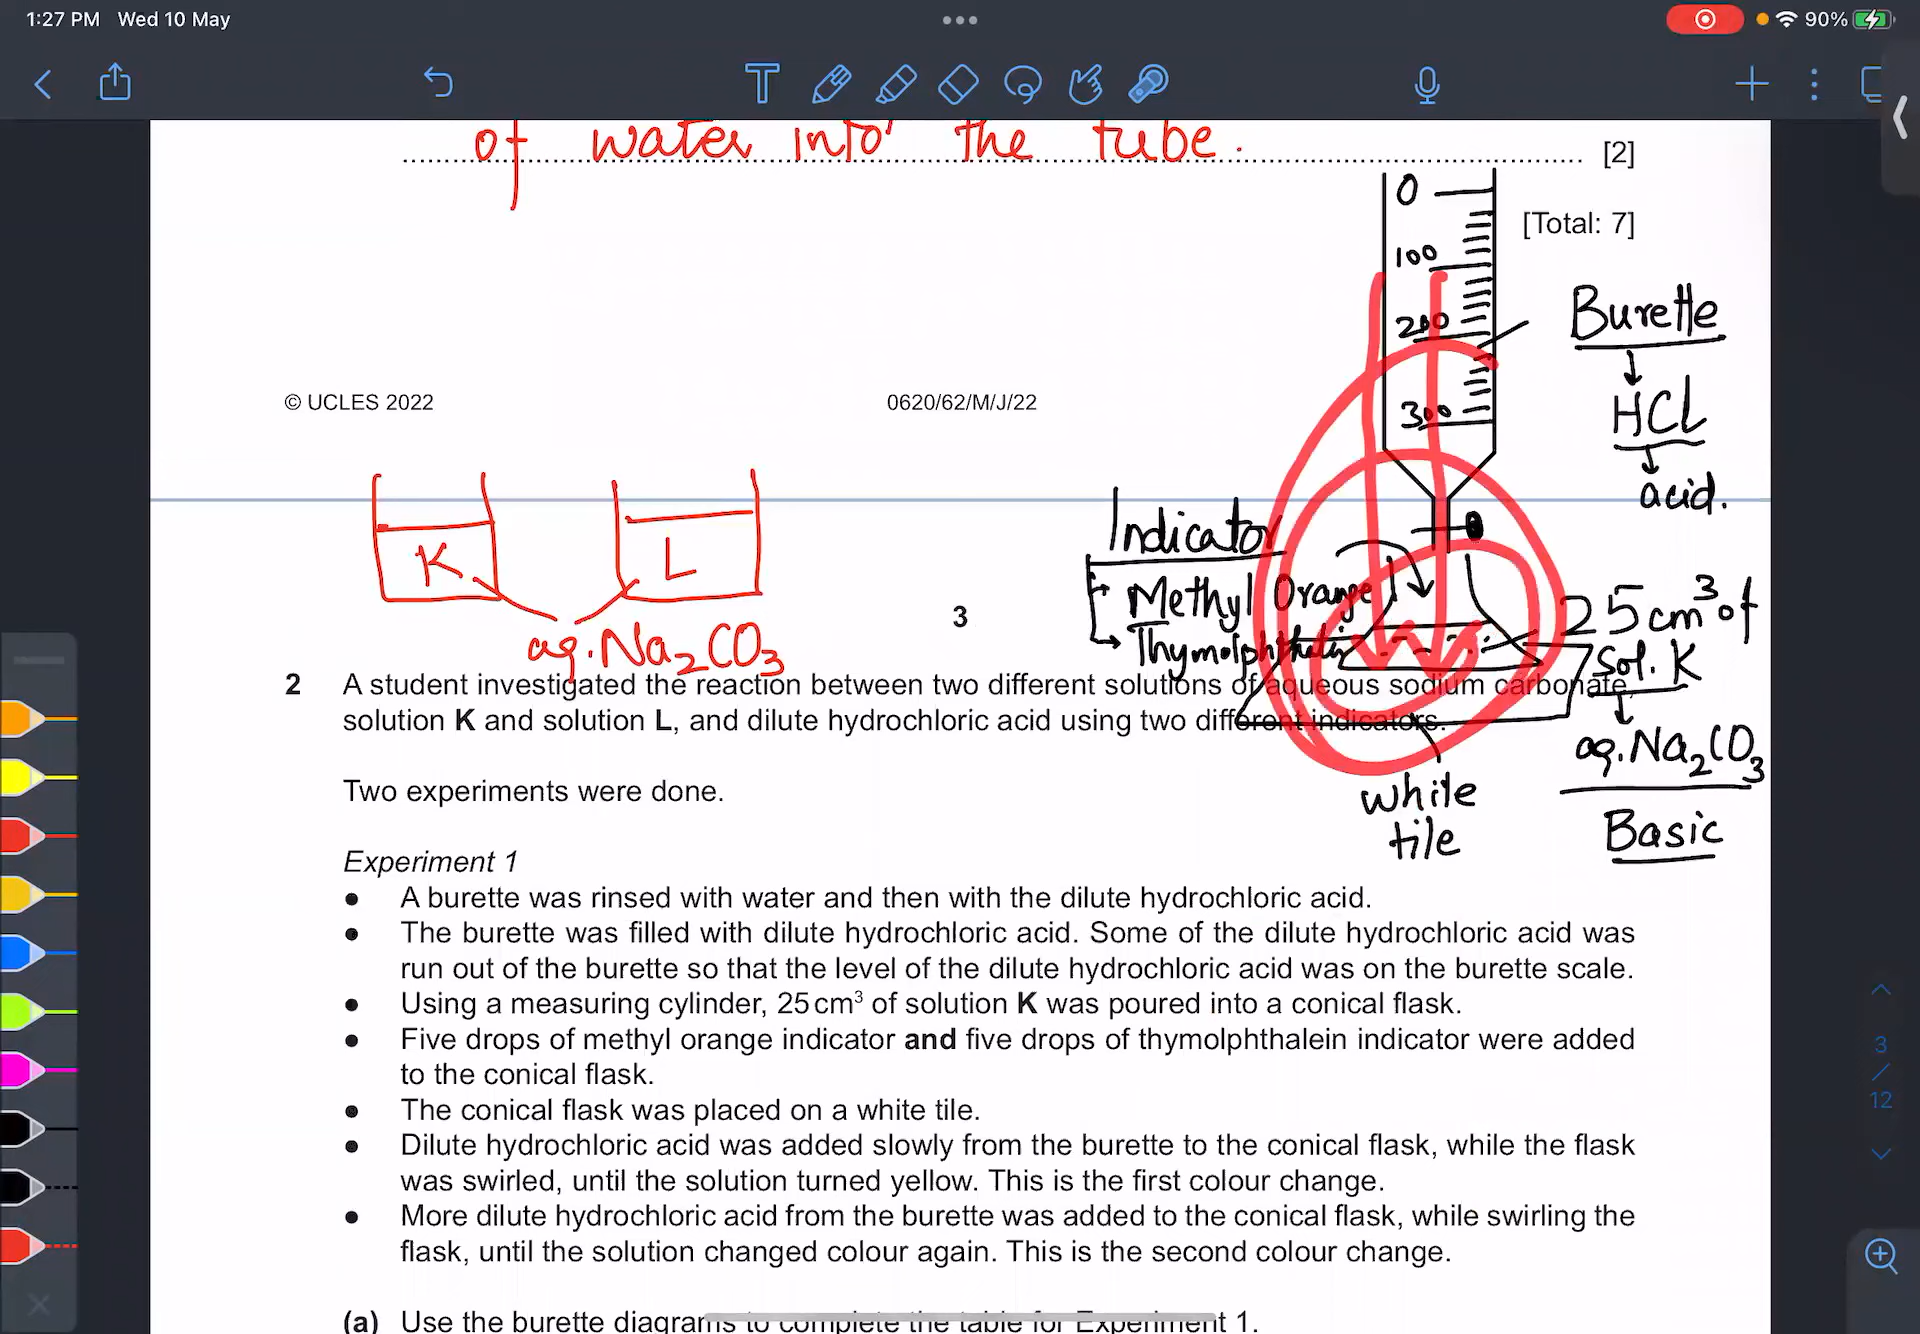 1:27 PM Wed 10 May
90%
of water into the tube.
[2]
[Total: 7]
0
100
200
300
Burette
HCl
acid.
© UCLES 2022
0620/62/M/J/22
K
L
aq. Na₂CO₃
Indicator
Methyl Orange
Thymolphthalein
25 cm³ of
sol. K
aq. Na₂CO₃
Basic
white
tile
3
2 A student investigated the reaction between two different solutions of aqueous sodium carbonate,
solution K and solution L, and dilute hydrochloric acid using two different indicators.
Two experiments were done.
Experiment 1
• A burette was rinsed with water and then with the dilute hydrochloric acid.
• The burette was filled with dilute hydrochloric acid. Some of the dilute hydrochloric acid was
run out of the burette so that the level of the dilute hydrochloric acid was on the burette scale.
• Using a measuring cylinder, 25 cm³ of solution K was poured into a conical flask.
• Five drops of methyl orange indicator and five drops of thymolphthalein indicator were added
to the conical flask.
• The conical flask was placed on a white tile.
• Dilute hydrochloric acid was added slowly from the burette to the conical flask, while the flask
was swirled, until the solution turned yellow. This is the first colour change.
• More dilute hydrochloric acid from the burette was added to the conical flask, while swirling the
flask, until the solution changed colour again. This is the second colour change.
(a) Use the burette diagrams to complete the table for Experiment 1.
3
/
12